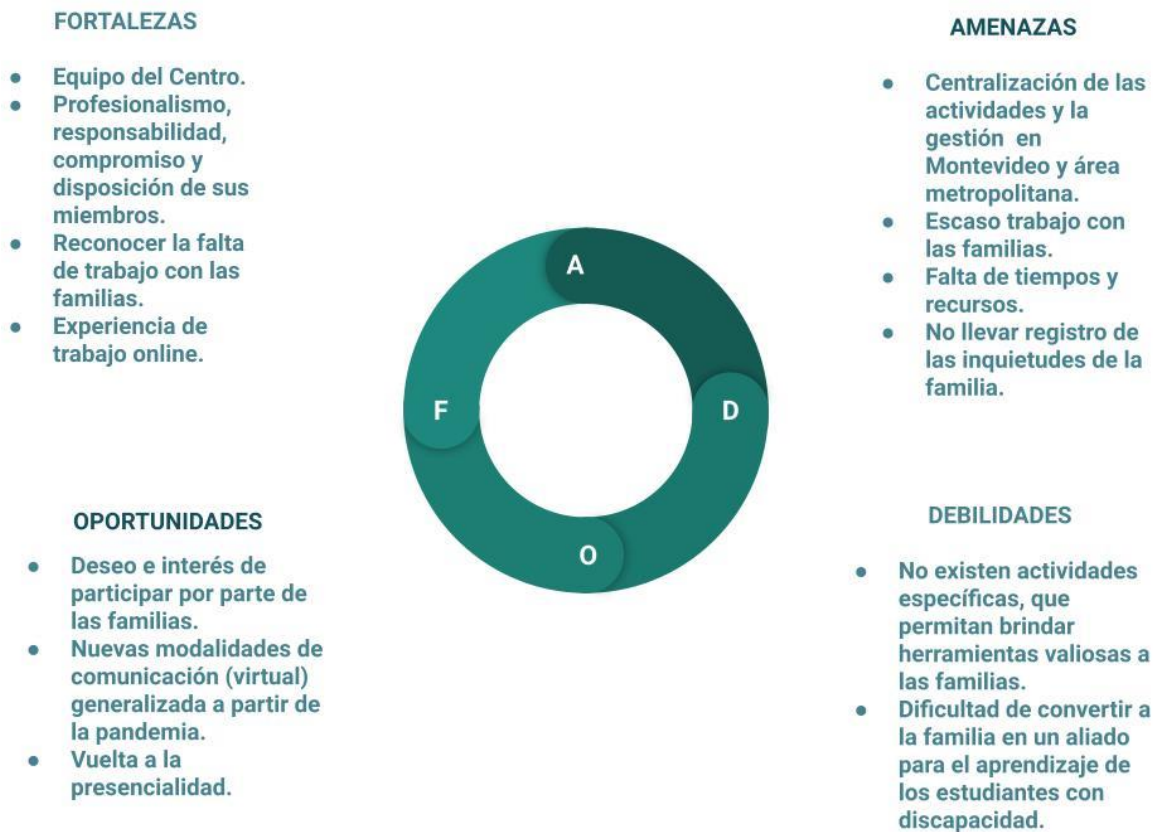 FORTALEZAS
● Equipo del Centro.
● Profesionalismo,
responsabilidad,
compromiso y
disposición de sus
miembros.
● Reconocer la falta
de trabajo con las
familias.
● Experiencia de
trabajo online.
AMENAZAS
● Centralización de las
actividades y la
gestión en
Montevideo y área
metropolitana.
● Escaso trabajo con
las familias.
● Falta de tiempos y
recursos.
● No llevar registro de
las inquietudes de la
familia.
A
F
D
O
OPORTUNIDADES
● Deseo e interés de
participar por parte de
las familias.
● Nuevas modalidades de
comunicación (virtual)
generalizada a partir de
la pandemia.
● Vuelta a la
presencialidad.
DEBILIDADES
● No existen actividades
específicas, que
permitan brindar
herramientas valiosas a
las familias.
● Dificultad de convertir a
la familia en un aliado
para el aprendizaje de
los estudiantes con
discapacidad.